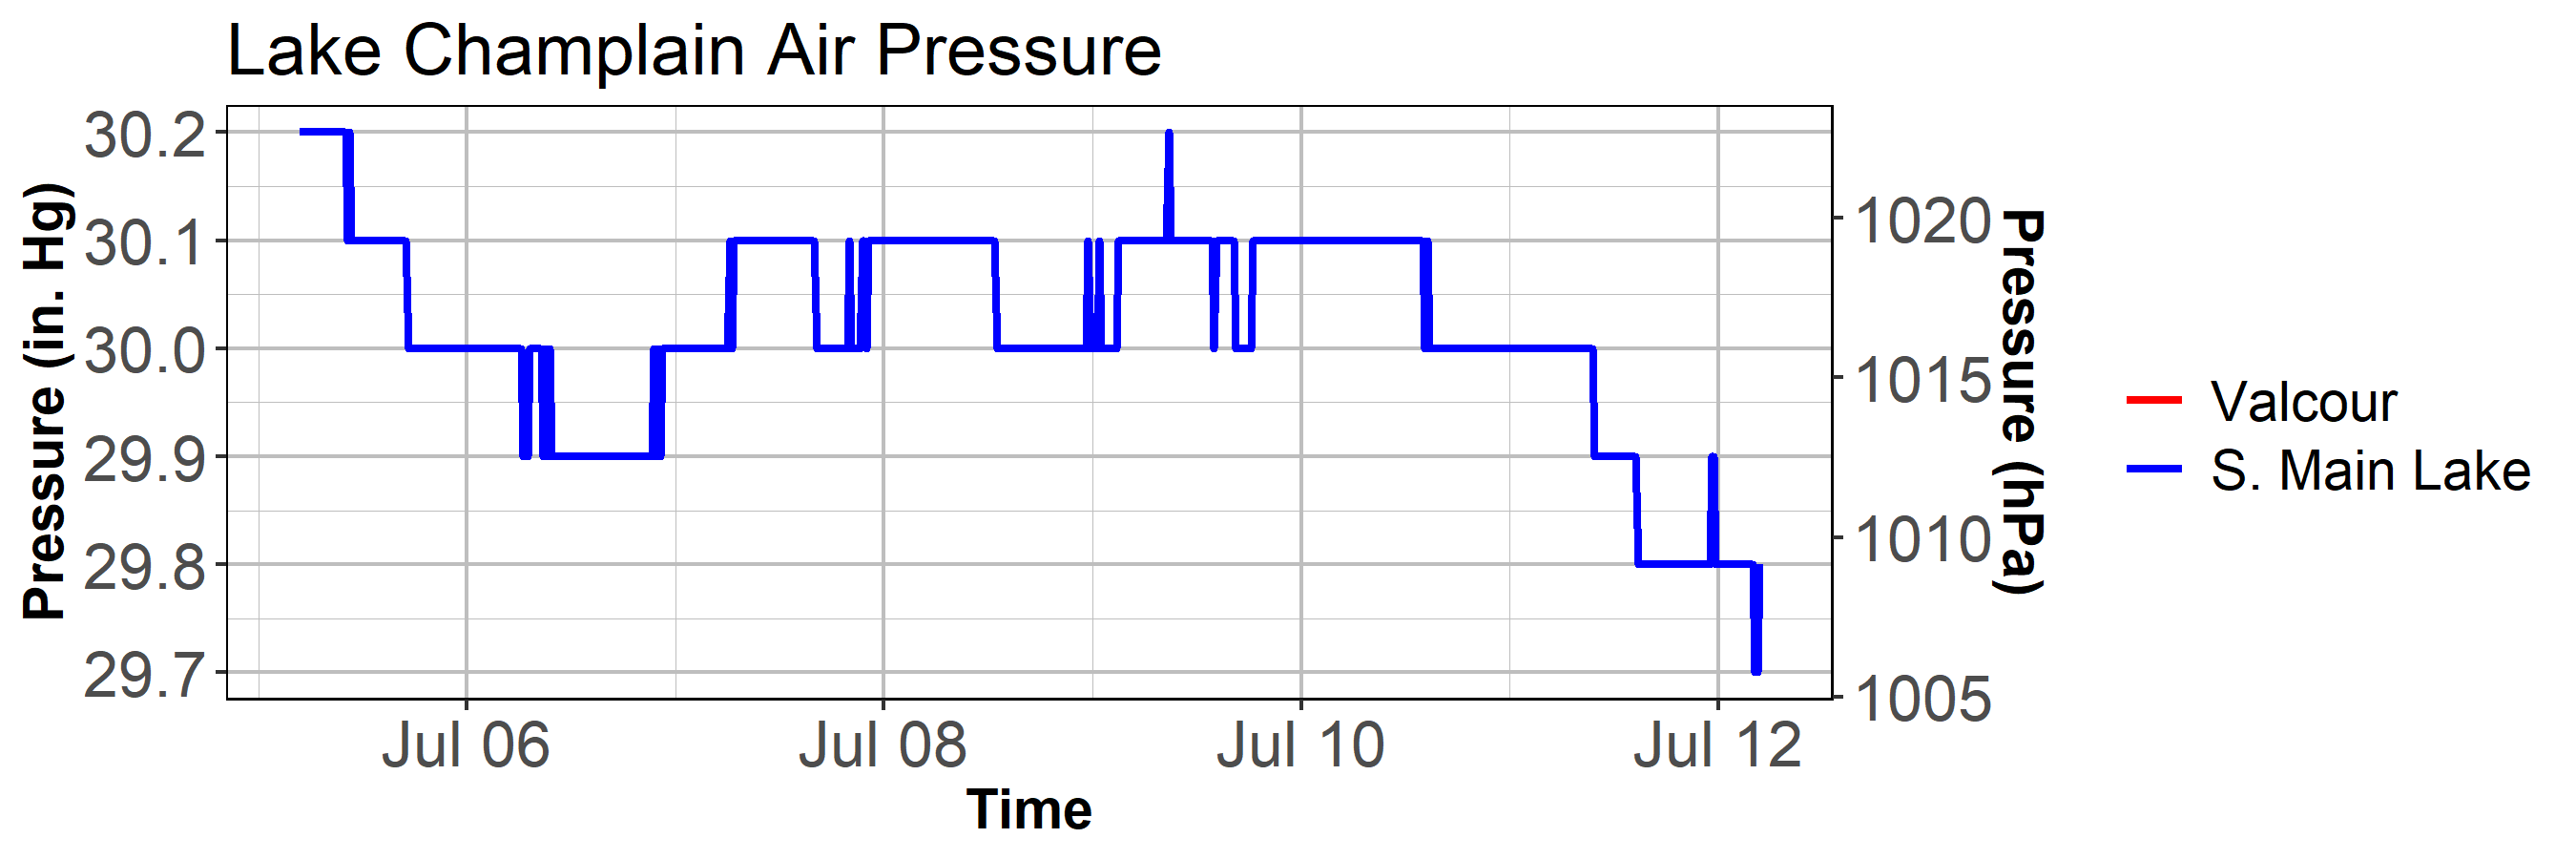 Lake Champlain Air Pressure
Pressure (in. Hg)
30.2
30.1
30.0
29.9
29.8
29.7
1020
1015
1010
1005
Pressure (hPa)
Jul 06
Jul 08
Jul 10
Jul 12
Time
Valcour
S. Main Lake